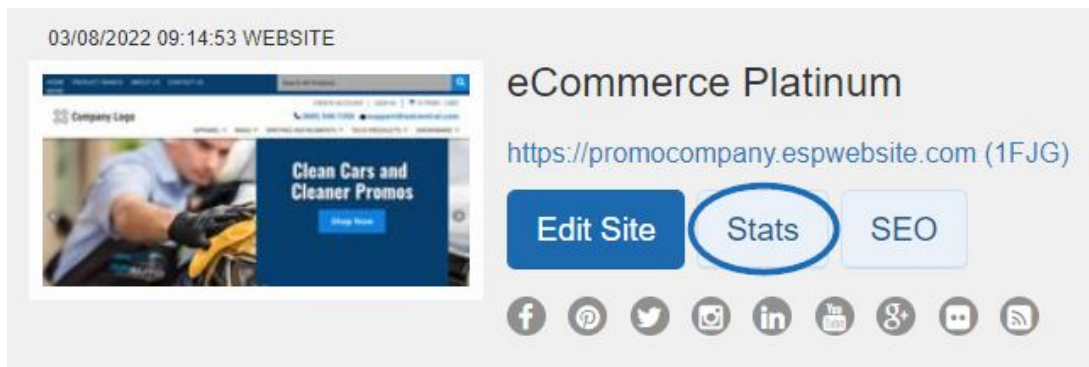 03/08/2022 09:14:53 WEBSITE
Company Logo
Clean Cars and
Cleaner Promos
Shop Now
eCommerce Platinum
https://promocompany.espwebsite.com (1FJG)
Edit Site
Stats
SEO